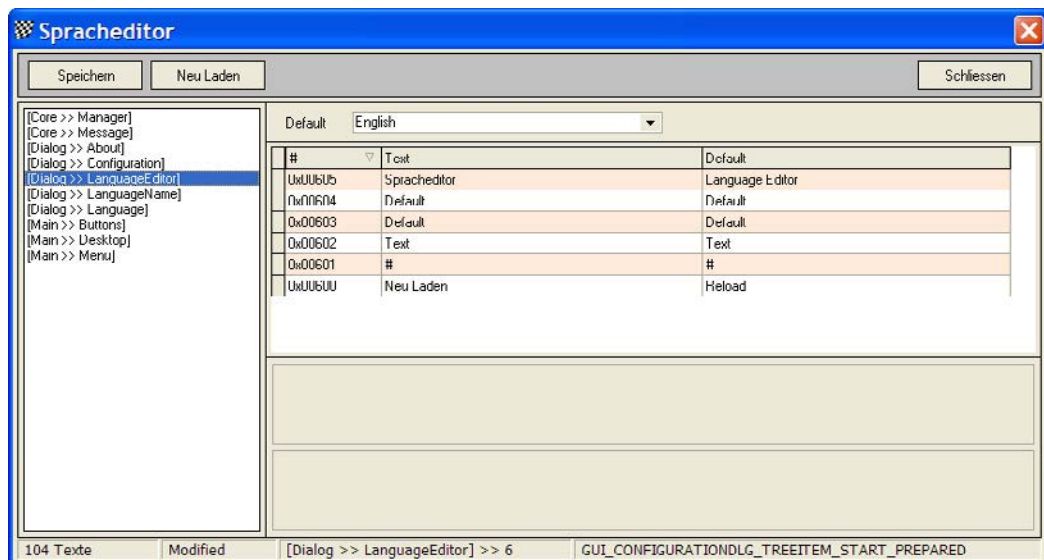 Spracheditor
Speichern Neu Laden Schliessen
[Core >> Manager]
[Core >> Message]
[Dialog >> About]
[Dialog >> Configuration]
[Dialog >> LanguageEditor]
[Dialog >> LanguageName]
[Dialog >> Language]
[Main >> Buttons]
[Main >> Desktop]
[Main >> Menu]
Default English
# Text Default
0x00605 Spracheditor Language Editor
0x00604 Default Default
0x00603 Default Default
0x00602 Text Text
0x00601 # #
0x00600 Neu Laden Reload
104 Texte Modified [Dialog >> LanguageEditor] >> 6 GUI_CONFIGURATIONDLG_TREEITEM_START_PREPARED